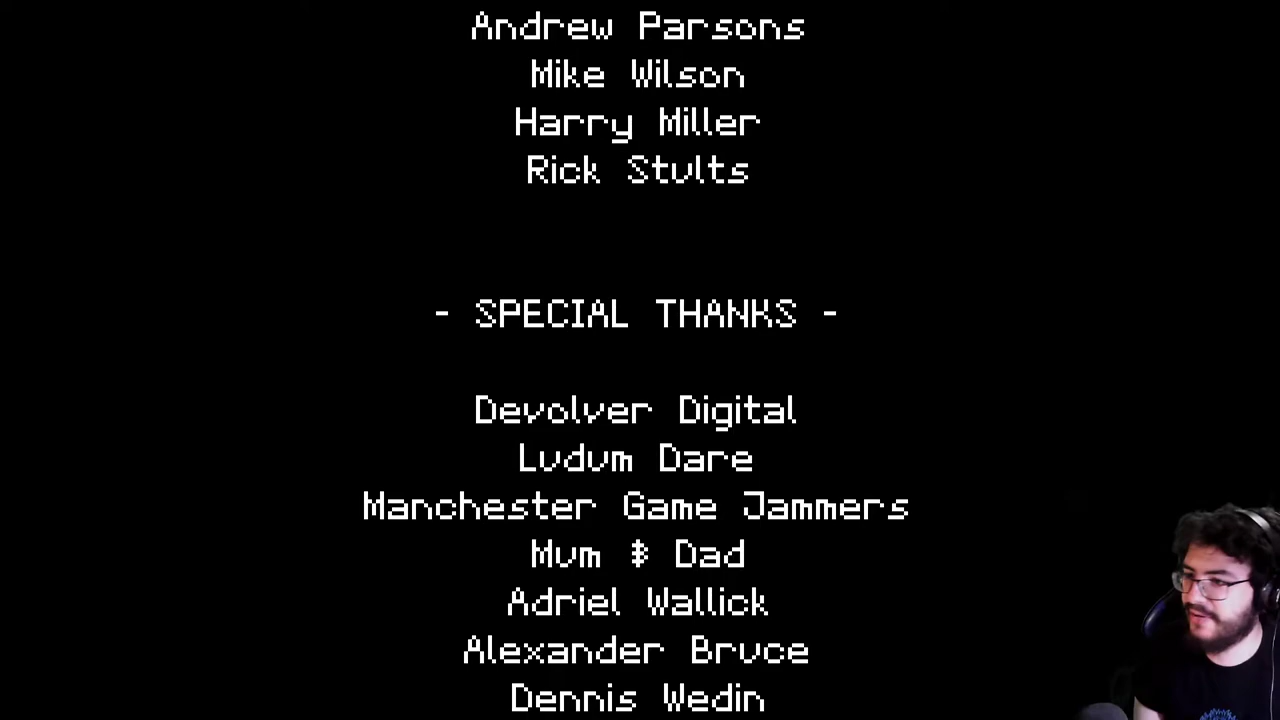 Andrew Parsons
Mike Wilson
Harry Miller
Rick Stults
- SPECIAL THANKS -
Devolver Digital
Ludum Dare
Manchester Game Jammers
Mum & Dad
Adriel Wallick
Alexander Bruce
Dennis Wedin